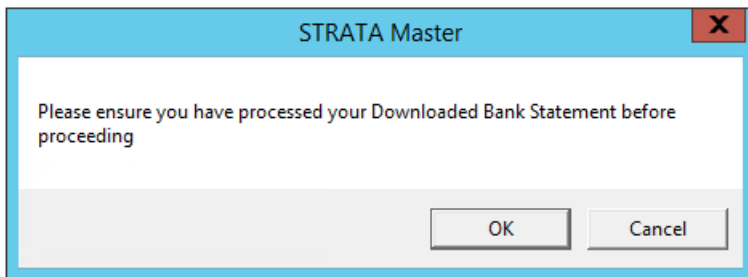 STRATA Master
X
Please ensure you have processed your Downloaded Bank Statement before
proceeding
OK
Cancel